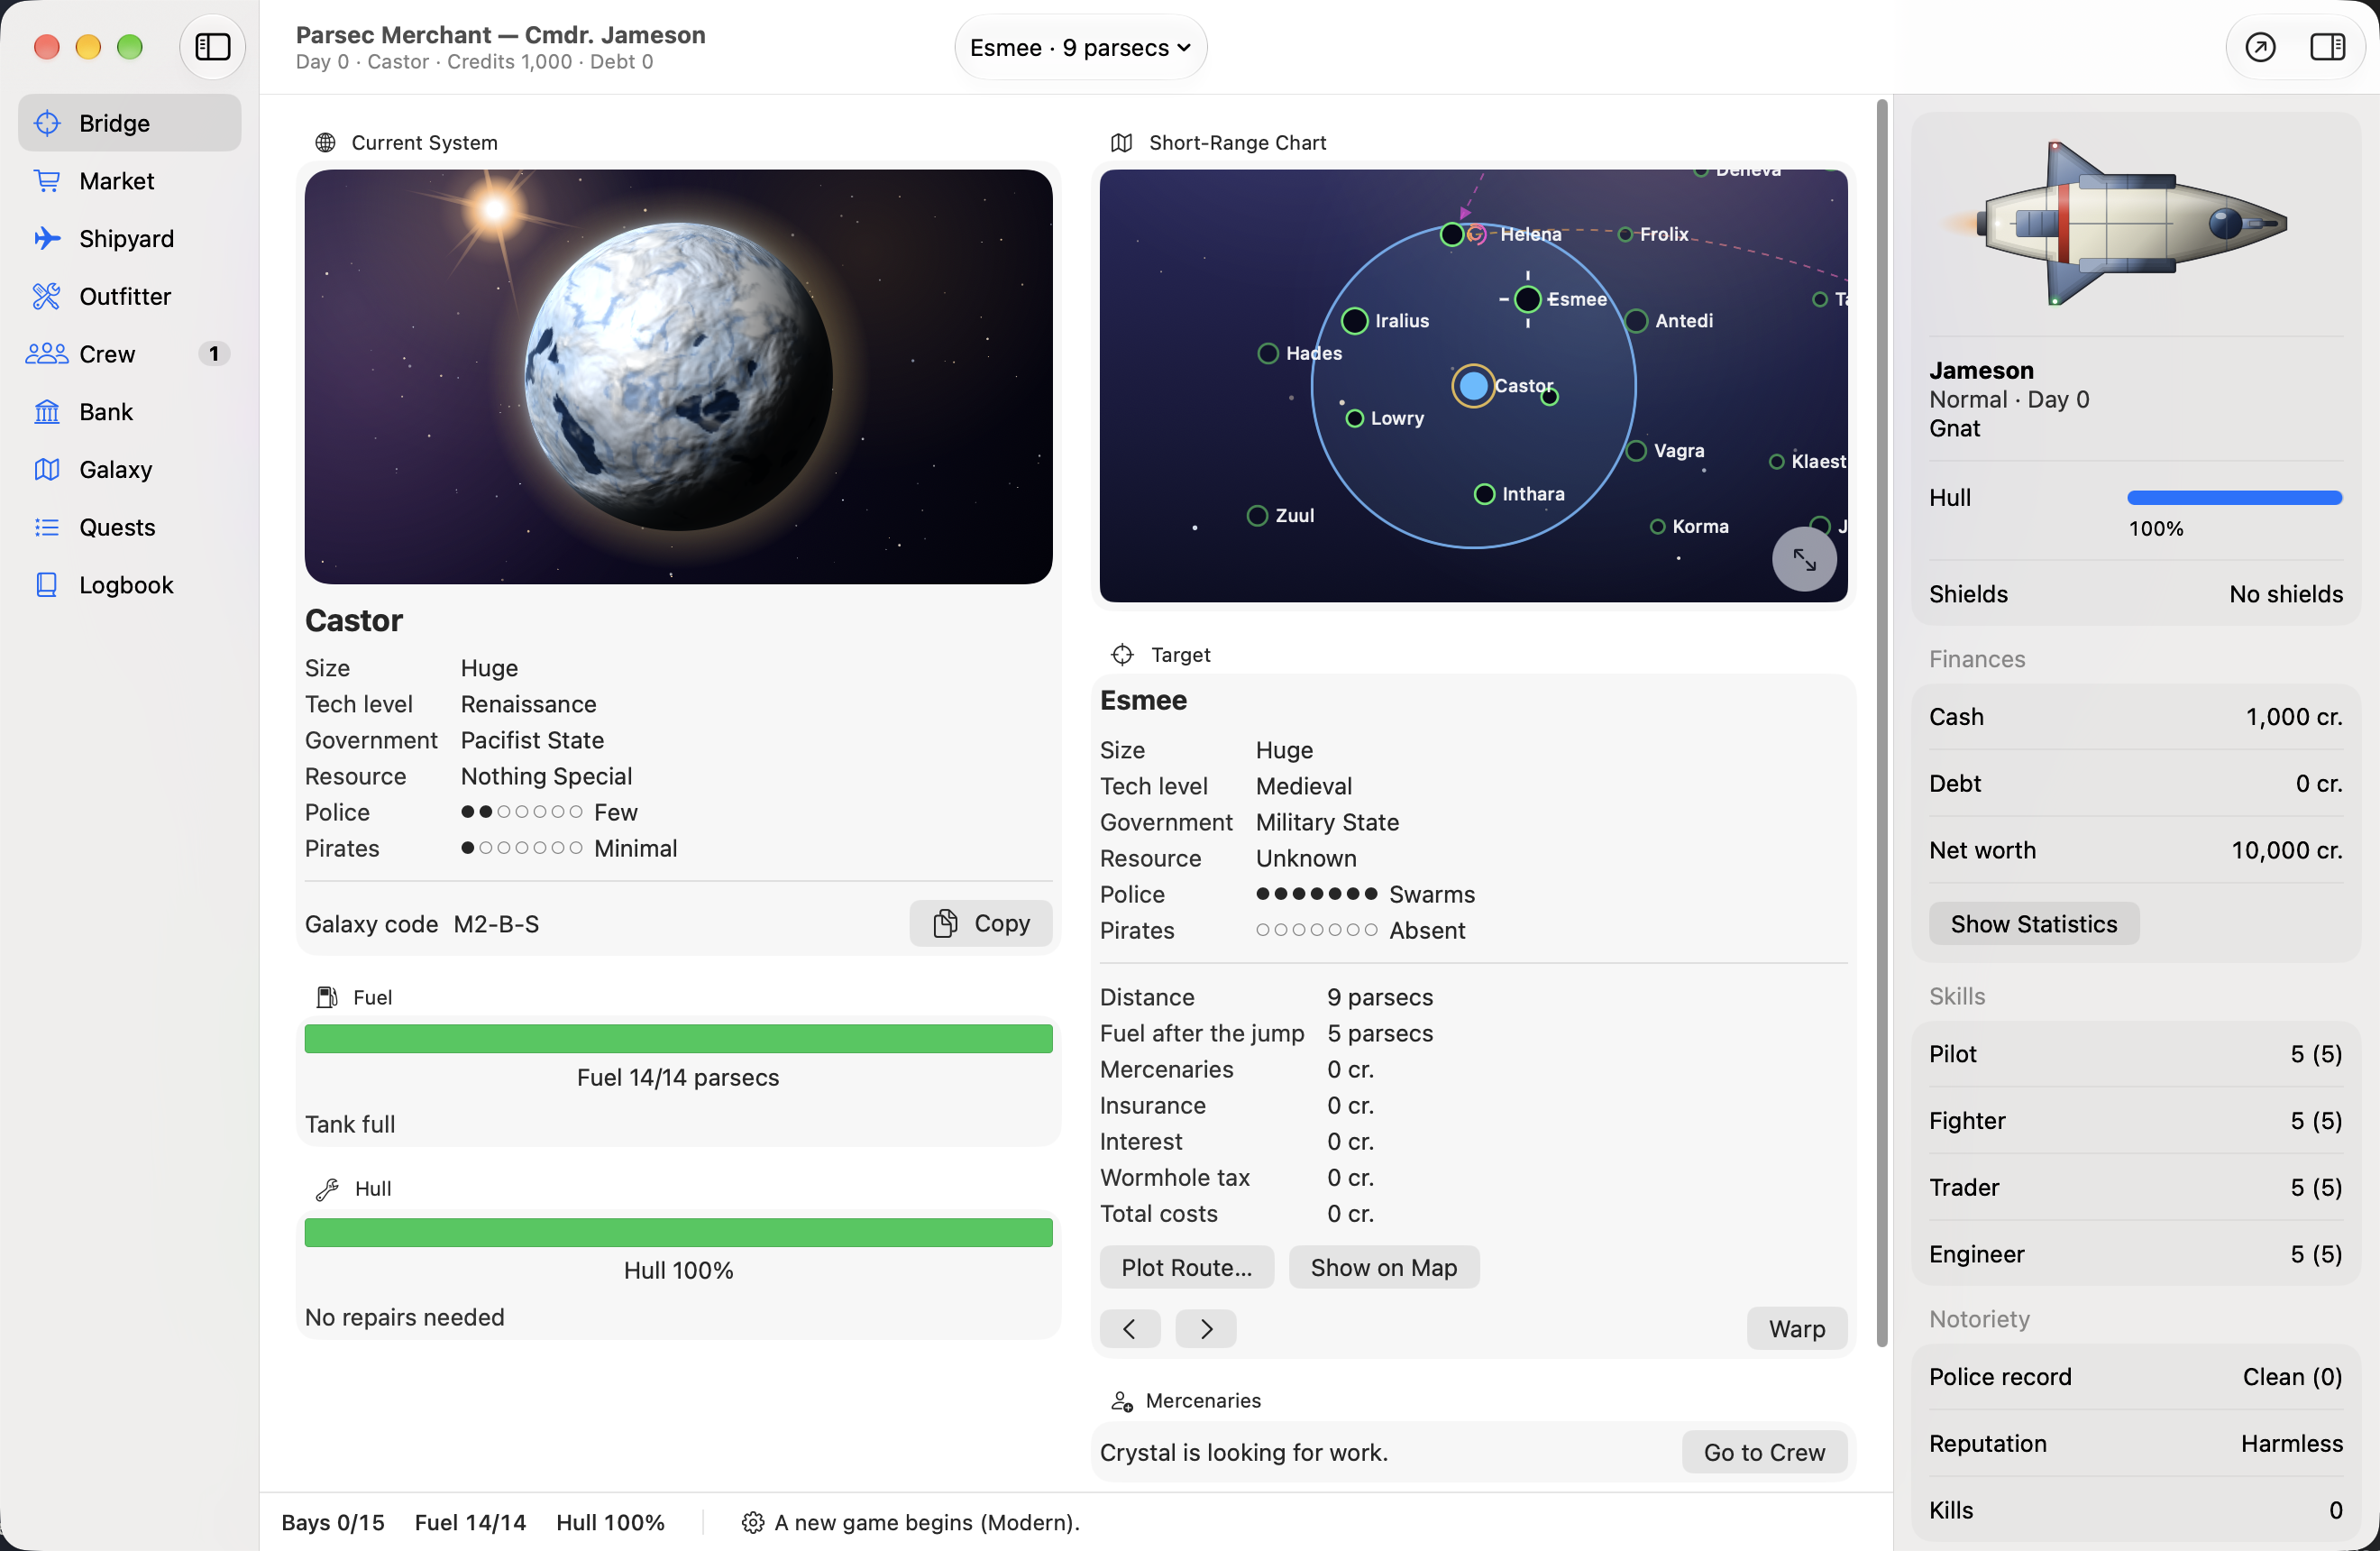 Parsec Merchant — Cmdr. Jameson
Day 0 · Castor · Credits 1,000 · Debt 0
Esmee · 9 parsecs
Bridge
Market
Shipyard
Outfitter
Crew 1
Bank
Galaxy
Quests
Logbook
Current System
Castor
Size Huge
Tech level Renaissance
Government Pacifist State
Resource Nothing Special
Police Few
Pirates Minimal
Galaxy code M2-B-S
Copy
Fuel
Fuel 14/14 parsecs
Tank full
Hull
Hull 100%
No repairs needed
Short-Range Chart
Deneva
Helena
Frolix
Esmee
Iralius
Antedi
Hades
Castor
Lowry
Vagra
Klaest
Inthara
Zuul
Korma
J
Target
Esmee
Size Huge
Tech level Medieval
Government Military State
Resource Unknown
Police Swarms
Pirates Absent
Distance 9 parsecs
Fuel after the jump 5 parsecs
Mercenaries 0 cr.
Insurance 0 cr.
Interest 0 cr.
Wormhole tax 0 cr.
Total costs 0 cr.
Plot Route... Show on Map
Warp
Mercenaries
Crystal is looking for work.
Go to Crew
Jameson
Normal · Day 0
Gnat
Hull
100%
Shields No shields
Finances
Cash 1,000 cr.
Debt 0 cr.
Net worth 10,000 cr.
Show Statistics
Skills
Pilot 5 (5)
Fighter 5 (5)
Trader 5 (5)
Engineer 5 (5)
Notoriety
Police record Clean (0)
Reputation Harmless
Kills 0
Bays 0/15 Fuel 14/14 Hull 100% A new game begins (Modern).